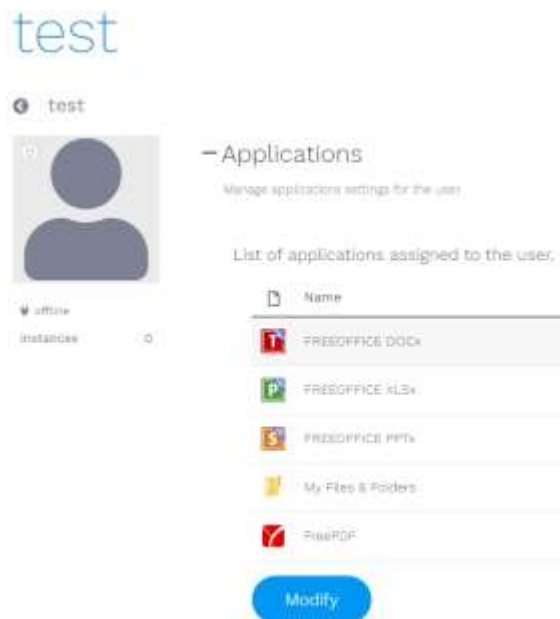 test
test
– Applications
Manage applications settings for the user
List of applications assigned to the user.
offline
Instances 0
Name
T FREEOFFICE DOCx
P FREEOFFICE XLSx
S FREEOFFICE PPTx
My Files & Folders
FreePDF
Modify